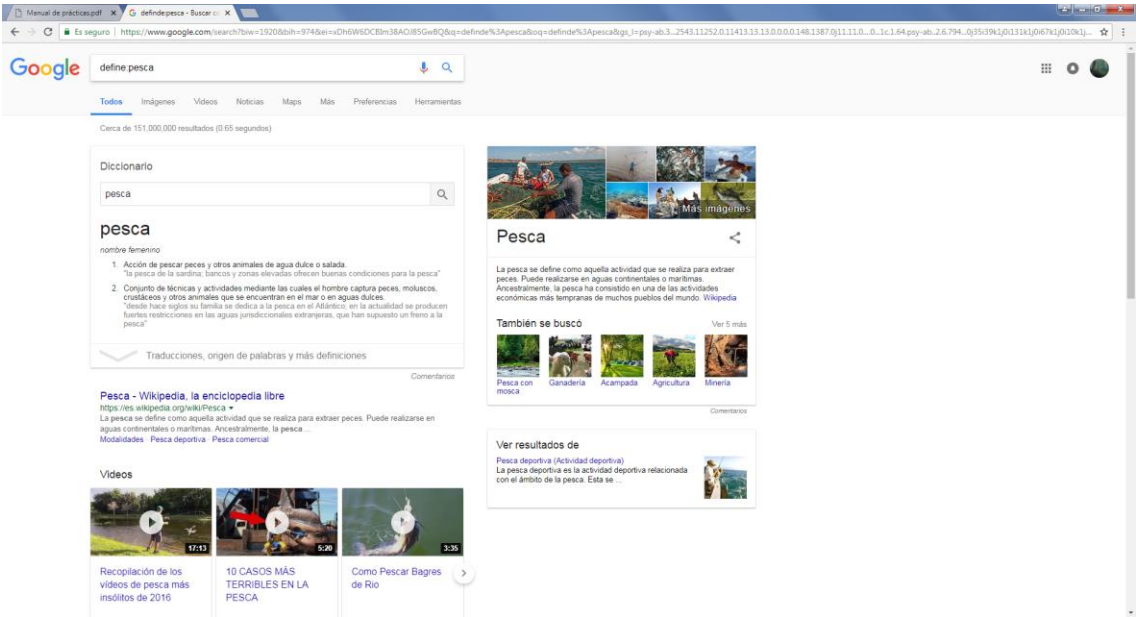 Manual de prácticas.pdf
define:pesca - Buscar co
Es seguro
https://www.google.com/search?biw=1920&bih=974&ei=
Google
define:pesca
Todos Imágenes Videos Noticias Maps Más Preferencias Herramientas
Cerca de 151,000,000 resultados (0.65 segundos)
Diccionario
pesca
pesca
nombre femenino
1. Acción de pescar peces y otros animales de agua dulce o salada.
"la pesca de la sardina; bancos y zonas elevadas ofrecen buenas condiciones para la pesca"
2. Conjunto de técnicas y actividades mediante las cuales el hombre captura peces, moluscos,
crustáceos y otros animales que se encuentran en el mar o en aguas dulces.
"desde hace siglos su familia se dedica a la pesca en el Atlántico; en la actualidad se producen
fuertes restricciones en las aguas jurisdiccionales extranjeras, que han supuesto un freno a la
pesca"
Traducciones, origen de palabras y más definiciones
Comentarios
Pesca - Wikipedia, la enciclopedia libre
https://es.wikipedia.org/wiki/Pesca
La pesca se define como aquella actividad que se realiza para extraer peces. Puede realizarse en
aguas continentales o marítimas. Ancestralmente, la pesca ...
Modalidades · Pesca deportiva · Pesca comercial
Videos
17:13
5:20
3:35
Recopilación de los
vídeos de pesca más
insólitos de 2016
10 CASOS MÁS
TERRIBLES EN LA
PESCA
Como Pescar Bagres
de Rio
Más imágenes
Pesca
La pesca se define como aquella actividad que se realiza para extraer
peces. Puede realizarse en aguas continentales o marítimas.
Ancestralmente, la pesca ha consistido en una de las actividades
económicas más tempranas de muchos pueblos del mundo. Wikipedia
También se buscó
Ver 5 más
Pesca con
mosca
Ganadería
Acampada
Agricultura
Minería
Comentarios
Ver resultados de
Pesca deportiva (Actividad deportiva)
La pesca deportiva es la actividad deportiva relacionada
con el ámbito de la pesca. Esta se ...